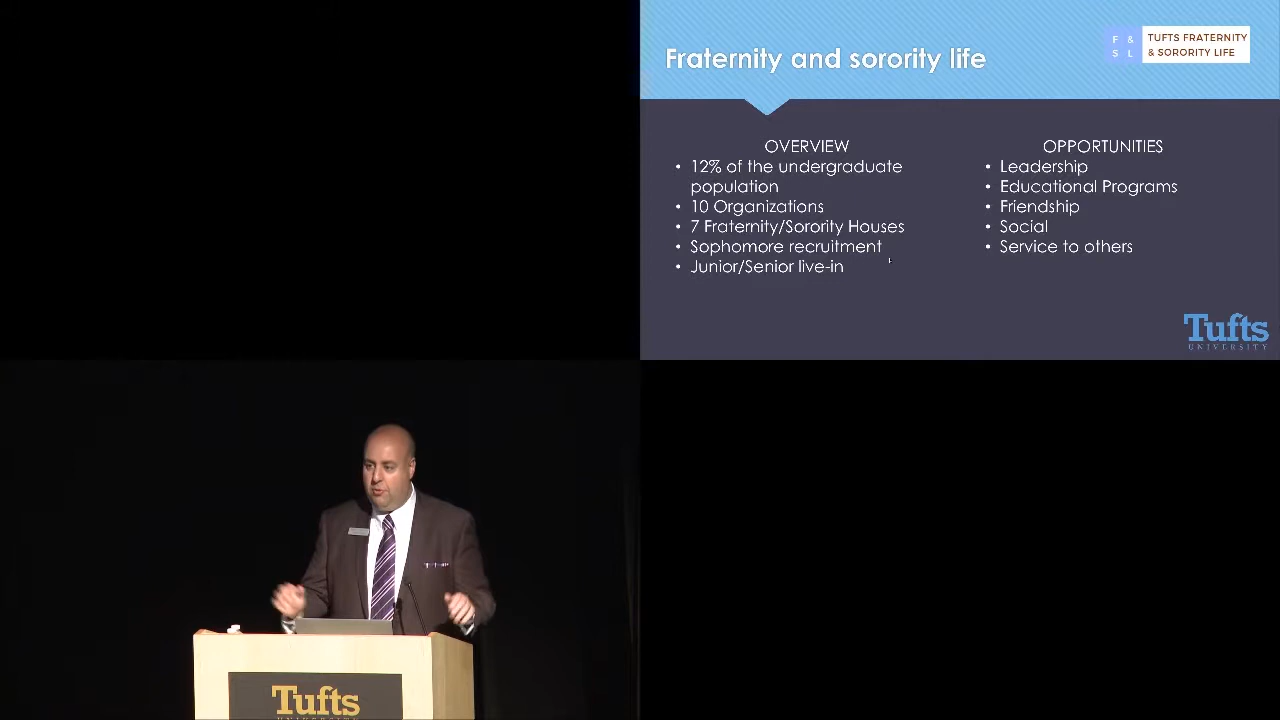 Fraternity and sorority life
F &
S L
TUFTS FRATERNITY
& SORORITY LIFE
OVERVIEW
• 12% of the undergraduate
population
• 10 Organizations
• 7 Fraternity/Sorority Houses
• Sophomore recruitment
• Junior/Senior live-in
OPPORTUNITIES
• Leadership
• Educational Programs
• Friendship
• Social
• Service to others
Tufts
UNIVERSITY
Tufts
UNIVERSITY